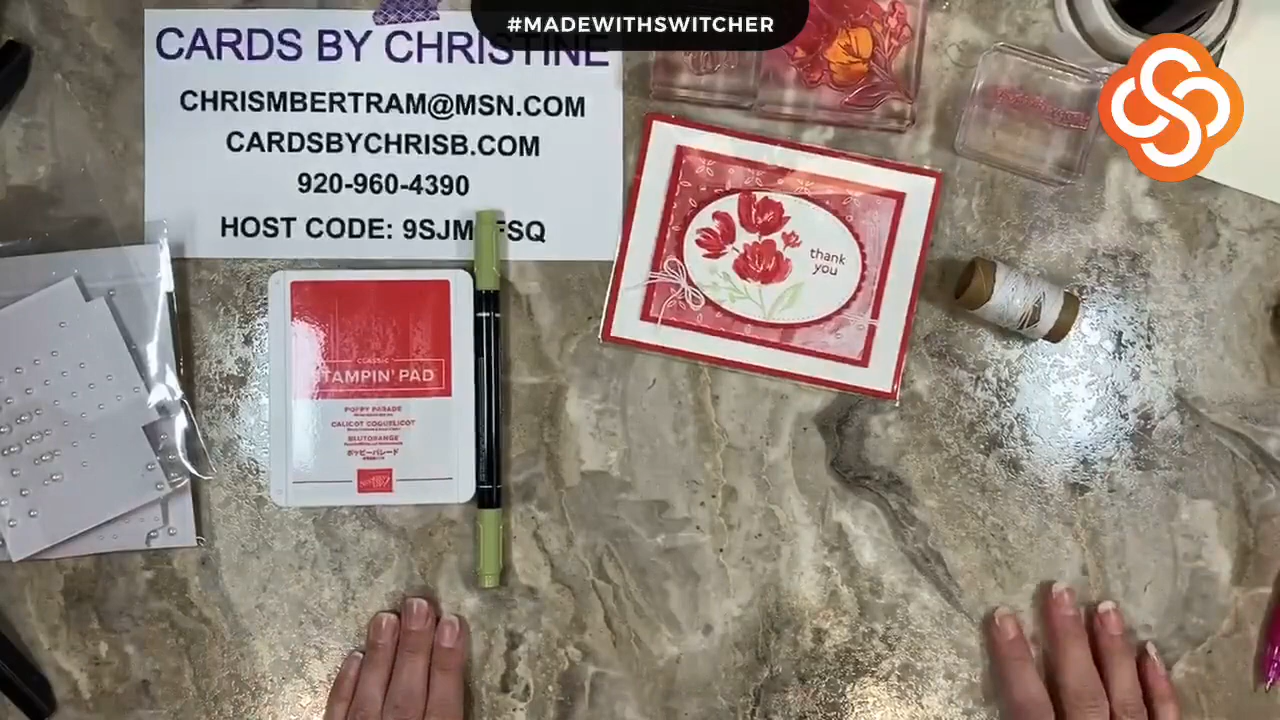 #MADEWITHSWITCHER
CARDS BY CHRISTINE
CHRISMBERTRAM@MSN.COM
CARDSBYCHRISB.COM
920-960-4390
HOST CODE: 9SJM FSQ
thank
you
CLASSIC
STAMPIN' PAD
POPPY PARADE
CALICOT COQUELICOT
BLUTORANGE
ポッピーパレード